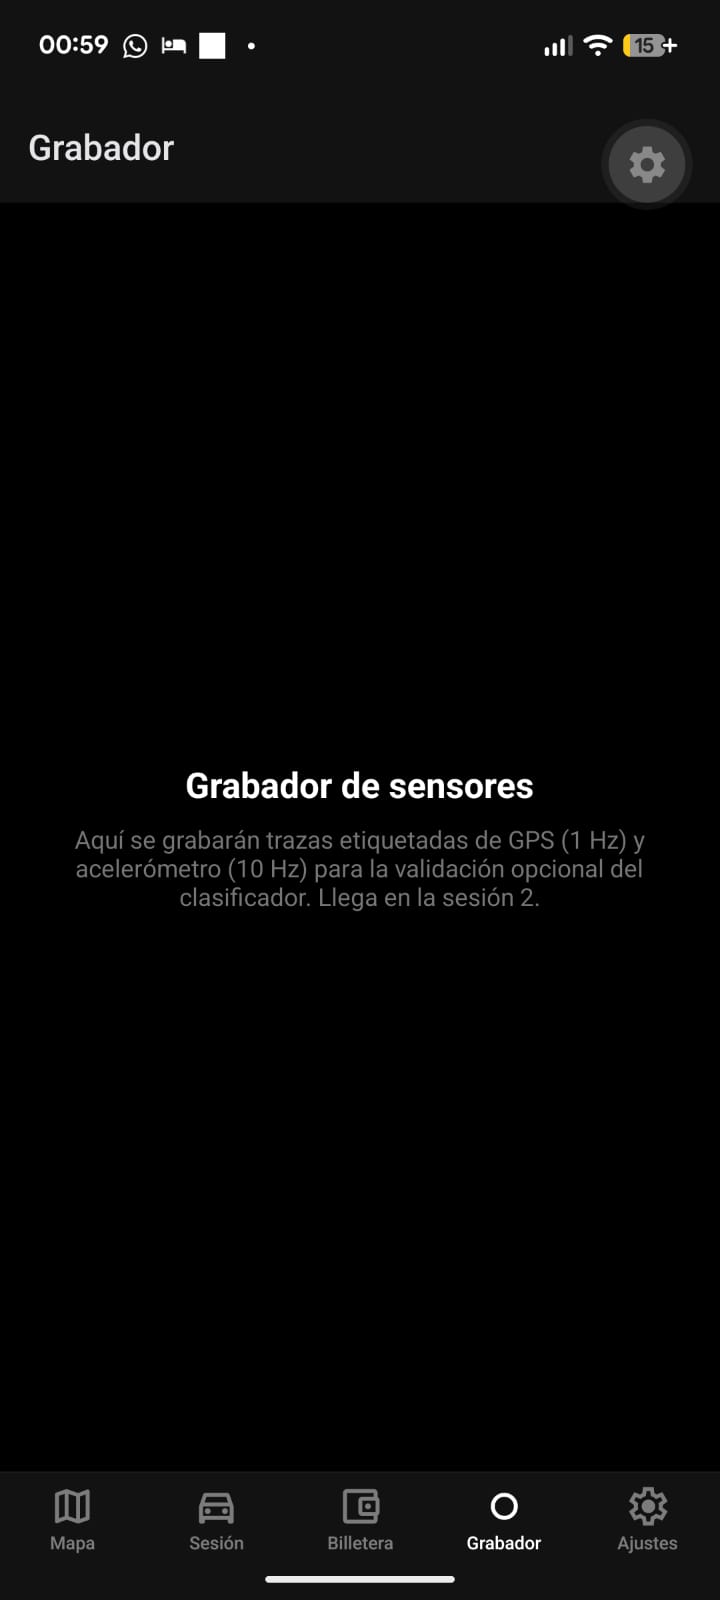 00:59
15
Grabador
Grabador de sensores
Aquí se grabarán trazas etiquetadas de GPS (1 Hz) y
acelerómetro (10 Hz) para la validación opcional del
clasificador. Llega en la sesión 2.
Mapa
Sesión
Billetera
Grabador
Ajustes